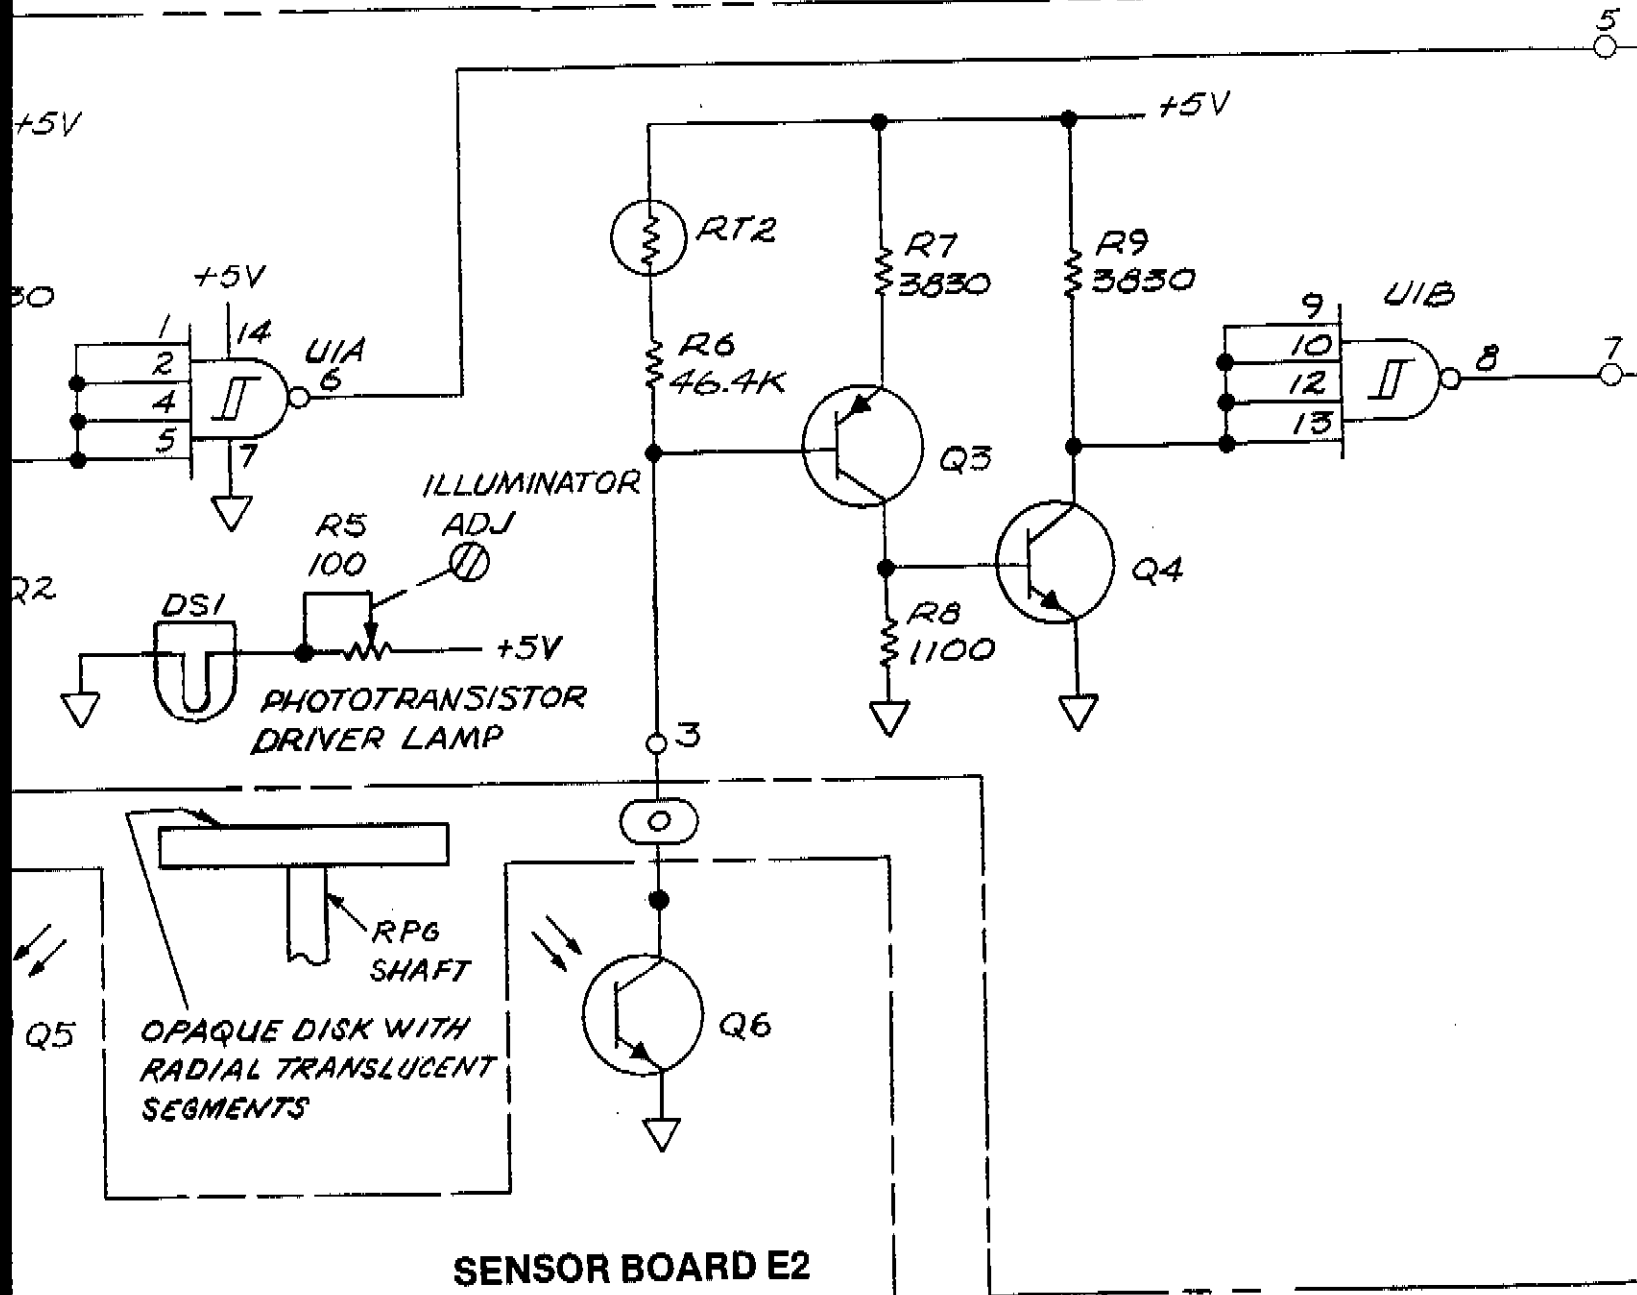 5
+5V
+5V
RT2
R7
3830
R9
3830
+5V
30
1
2
4
5
14
U1A
6
7
R6
46.4K
U1B
9
10
12
13
8
7
Q3
ILLUMINATOR
ADJ
R5
100
Q4
Q2
DS1
+5V
R8
1100
PHOTOTRANSISTOR
DRIVER LAMP
3
RPG
SHAFT
Q5
OPAQUE DISK WITH
RADIAL TRANSLUCENT
SEGMENTS
Q6
SENSOR BOARD E2